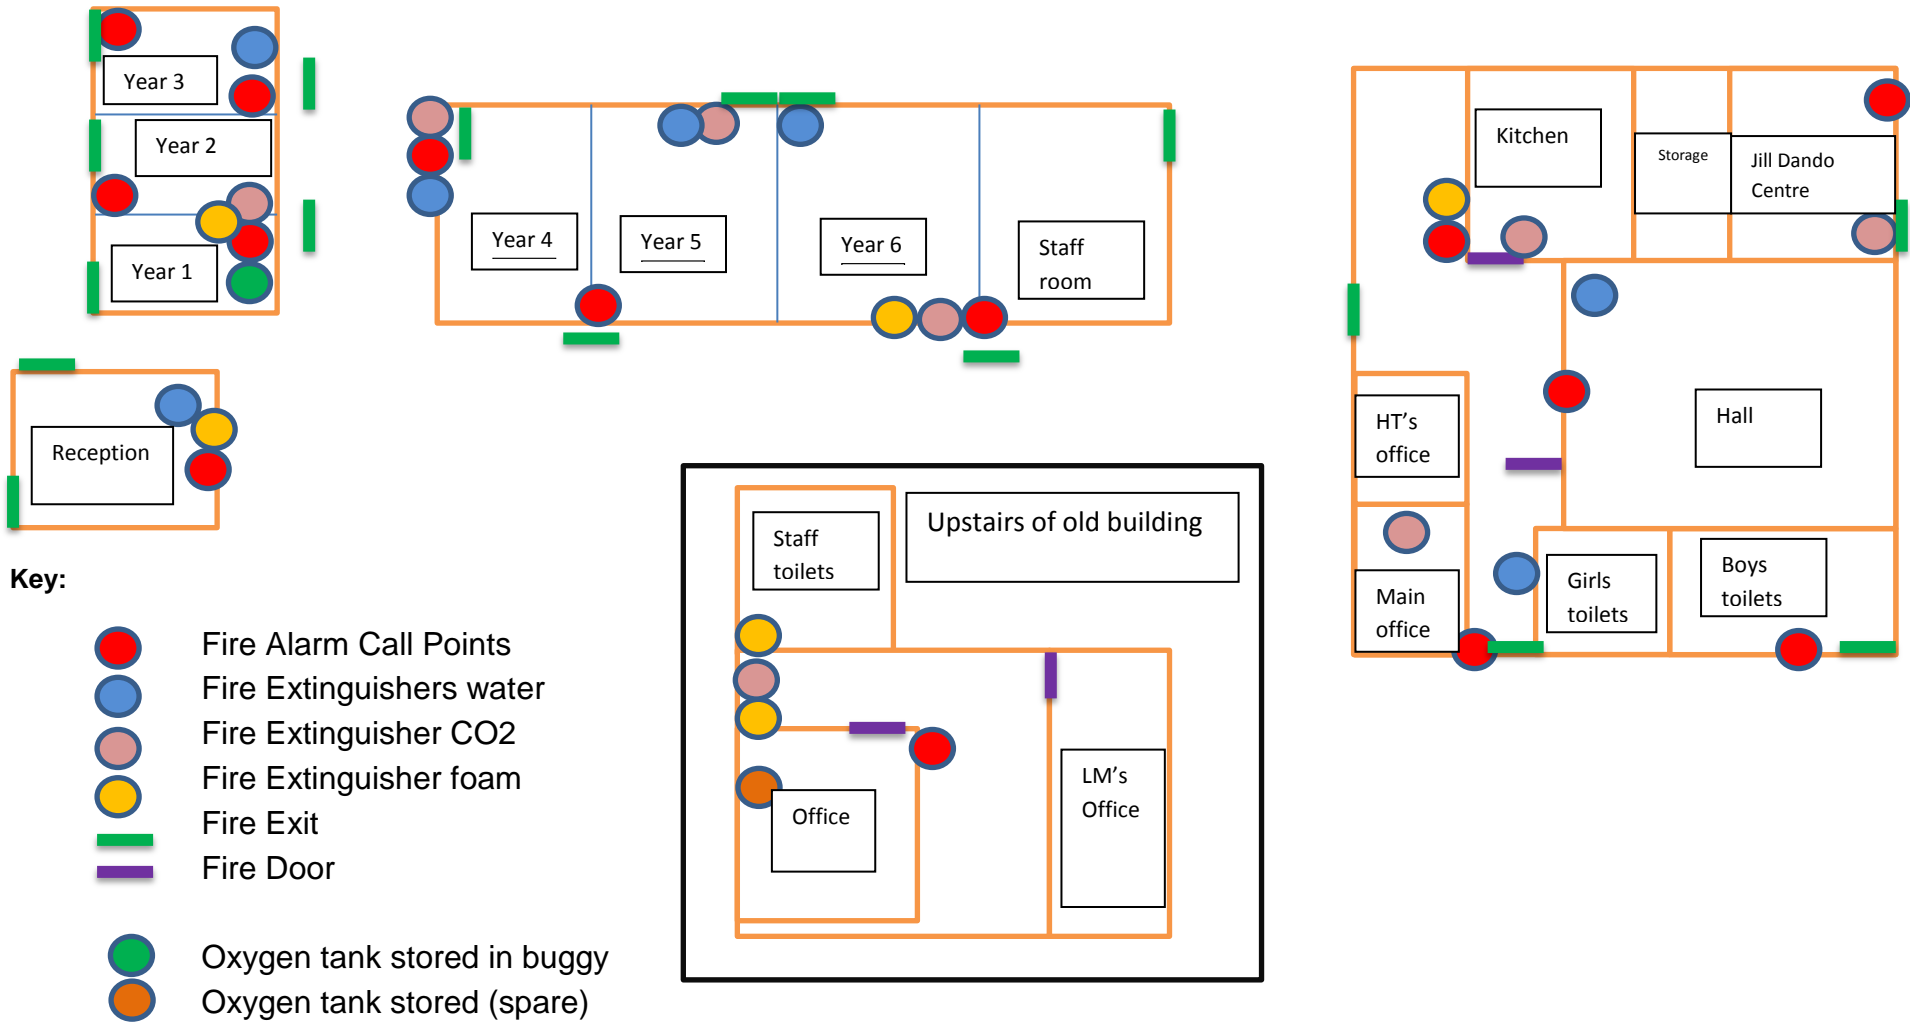 Year 3
Year 2
Year 1
Reception
Year 4
Year 5
Year 6
Staff
room
Kitchen
Storage
Jill Dando
Centre
HT’s
office
Hall
Main
office
Girls
toilets
Boys
toilets
Upstairs of old building
Staff
toilets
Office
LM’s
Office
Key:
Fire Alarm Call Points
Fire Extinguishers water
Fire Extinguisher CO2
Fire Extinguisher foam
Fire Exit
Fire Door
Oxygen tank stored in buggy
Oxygen tank stored (spare)